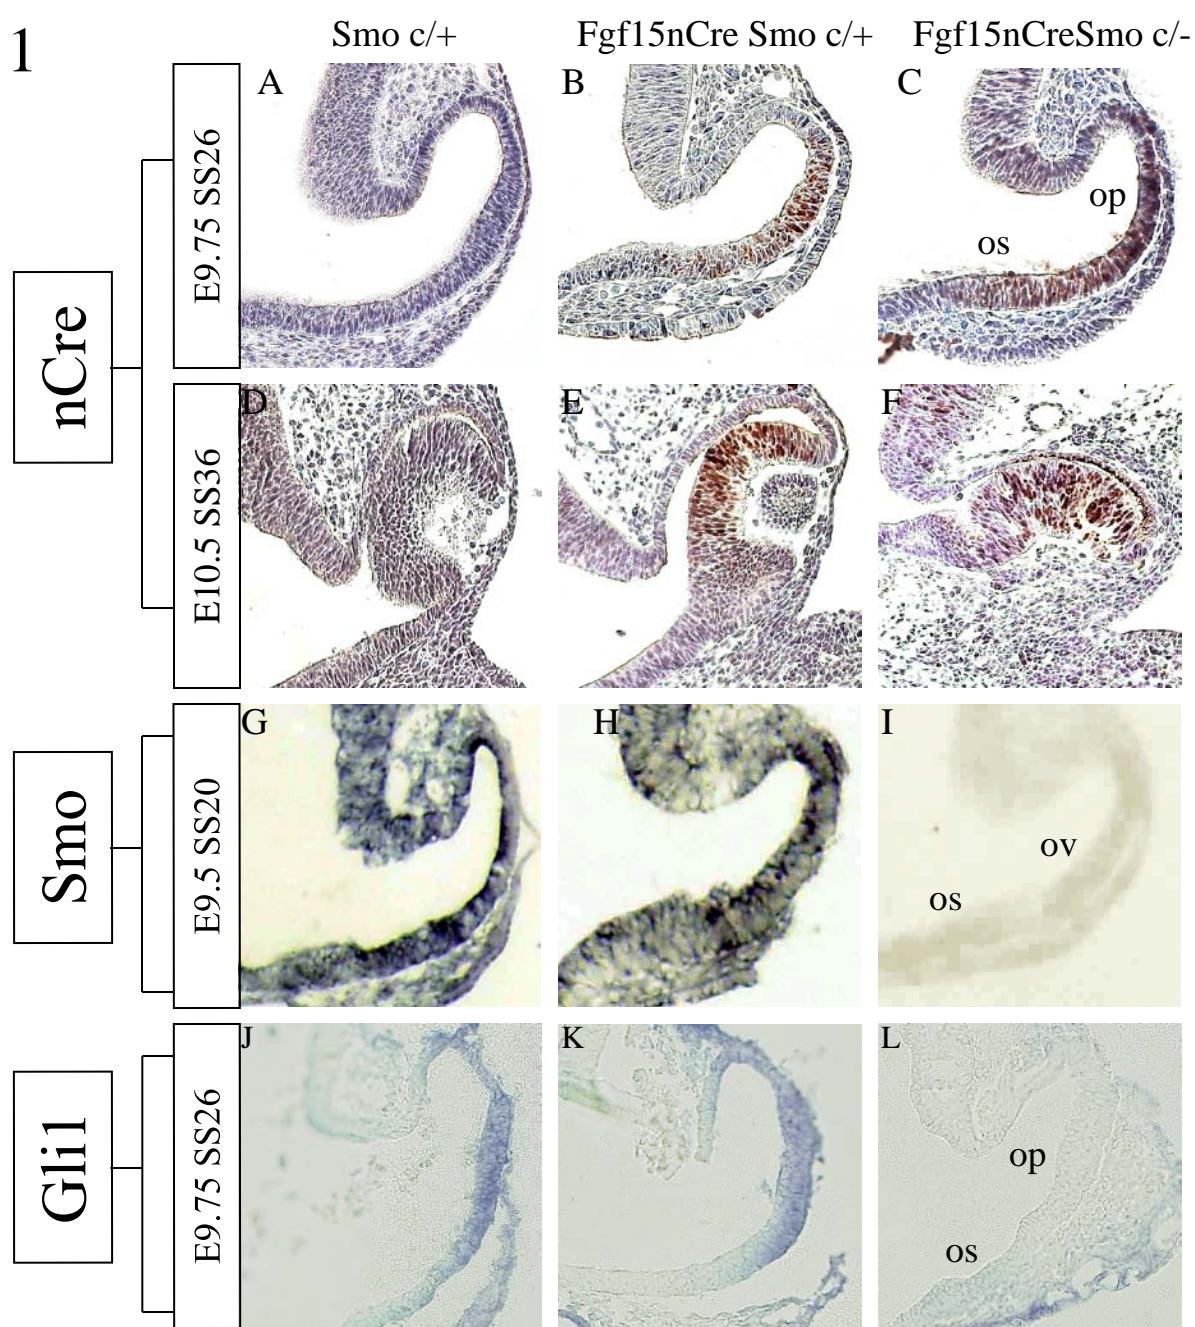 1
Smo c/+
Fgf15nCre Smo c/+
Fgf15nCreSmo c/-
nCre
E9.75 SS26
A
B
C
op
os
E10.5 SS36
D
E
F
Smo
E9.5 SS20
G
H
I
ov
os
Gli1
E9.75 SS26
J
K
L
op
os